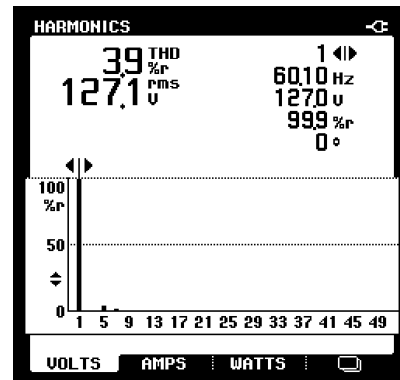 HARMONICS
3.9 THD %r
127.1 rms V
1
60.10 Hz
127.0 V
99.9 %r
0 °
100
%r
50
0
1 5 9 13 17 21 25 29 33 37 41 45 49
VOLTS AMPS WATTS